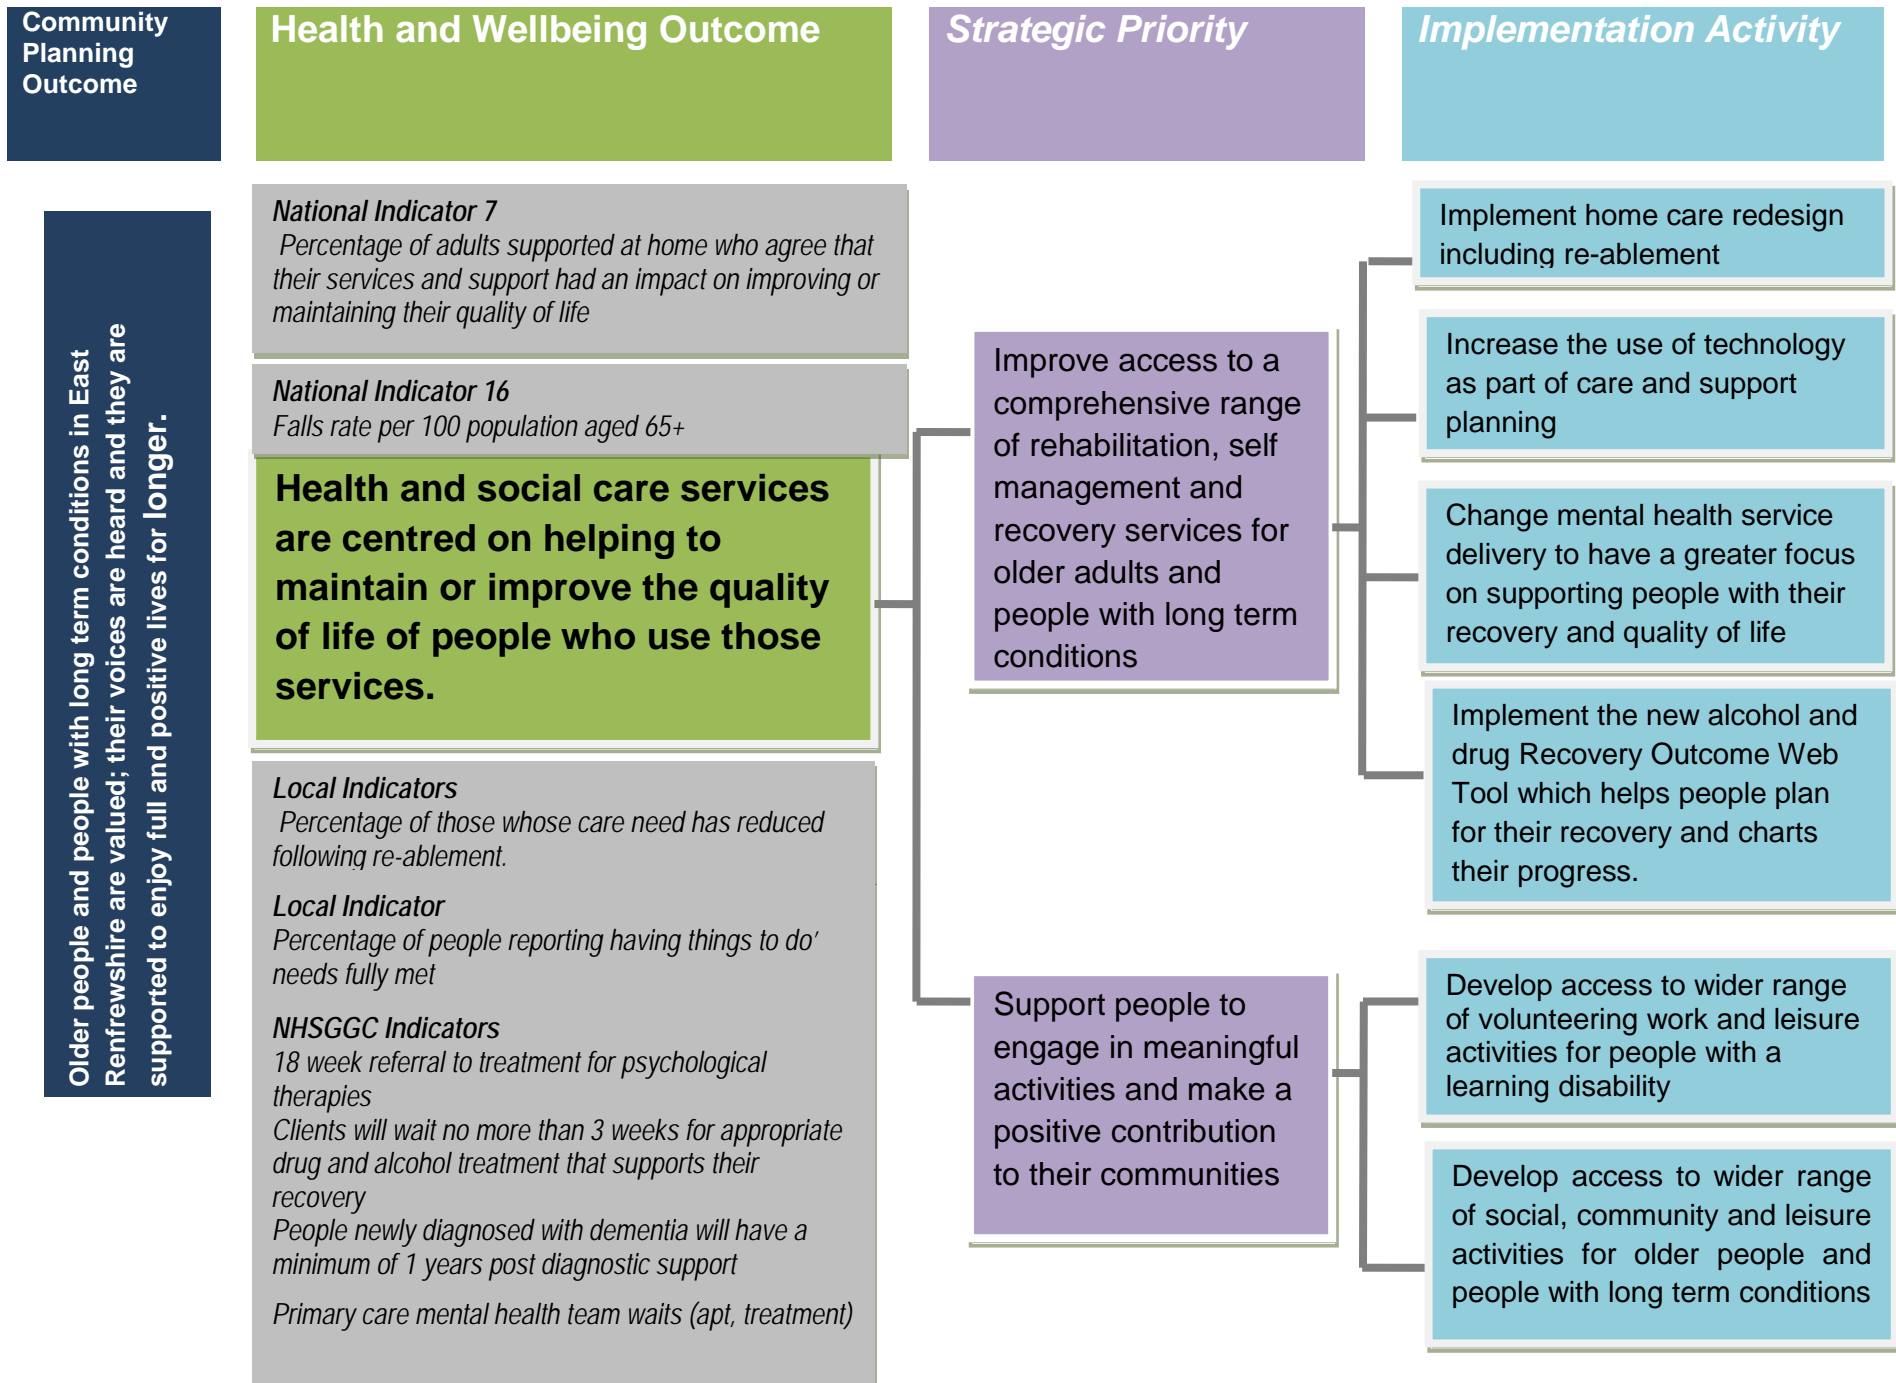 Community
Planning
Outcome
Health and Wellbeing Outcome
Strategic Priority
Implementation Activity
Older people and people with long term conditions in East
Renfrewshire are valued; their voices are heard and they are
supported to enjoy full and positive lives for longer.
National Indicator 7
Percentage of adults supported at home who agree that
their services and support had an impact on improving or
maintaining their quality of life
National Indicator 16
Falls rate per 100 population aged 65+
Health and social care services
are centred on helping to
maintain or improve the quality
of life of people who use those
services.
Local Indicators
Percentage of those whose care need has reduced
following re-ablement.
Local Indicator
Percentage of people reporting having things to do’
needs fully met
NHSGGC Indicators
18 week referral to treatment for psychological
therapies
Clients will wait no more than 3 weeks for appropriate
drug and alcohol treatment that supports their
recovery
People newly diagnosed with dementia will have a
minimum of 1 years post diagnostic support
Primary care mental health team waits (apt, treatment)
Improve access to a
comprehensive range
of rehabilitation, self
management and
recovery services for
older adults and
people with long term
conditions
Support people to
engage in meaningful
activities and make a
positive contribution
to their communities
Implement home care redesign
including re-ablement
Increase the use of technology
as part of care and support
planning
Change mental health service
delivery to have a greater focus
on supporting people with their
recovery and quality of life
Implement the new alcohol and
drug Recovery Outcome Web
Tool which helps people plan
for their recovery and charts
their progress.
Develop access to wider range
of volunteering work and leisure
activities for people with a
learning disability
Develop access to wider range
of social, community and leisure
activities for older people and
people with long term conditions